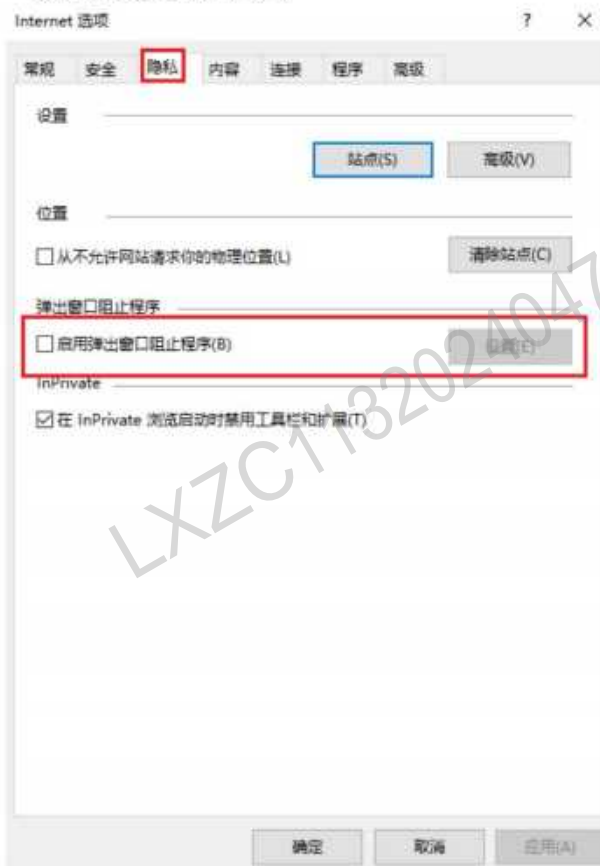 Internet 选项 ? ×
常规 安全 隐私 内容 连接 程序 高级
设置
站点(S) 高级(V)
位置
从不允许网站请求你的物理位置(L) 清除站点(C)
弹出窗口阻止程序
启用弹出窗口阻止程序(B) 设置(E)
InPrivate
在 InPrivate 浏览启动时禁用工具栏和扩展(T)
LXZC1132024047
确定 取消 应用(A)